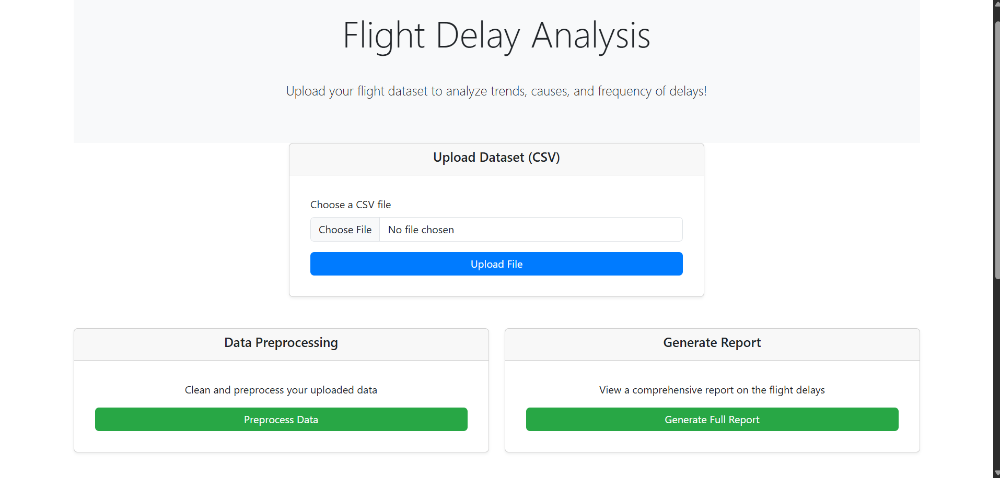 Flight Delay Analysis
Upload your flight dataset to analyze trends, causes, and frequency of delays!
Upload Dataset (CSV)
Choose a CSV file
Choose File No file chosen
Upload File
Data Preprocessing
Clean and preprocess your uploaded data
Preprocess Data
Generate Report
View a comprehensive report on the flight delays
Generate Full Report